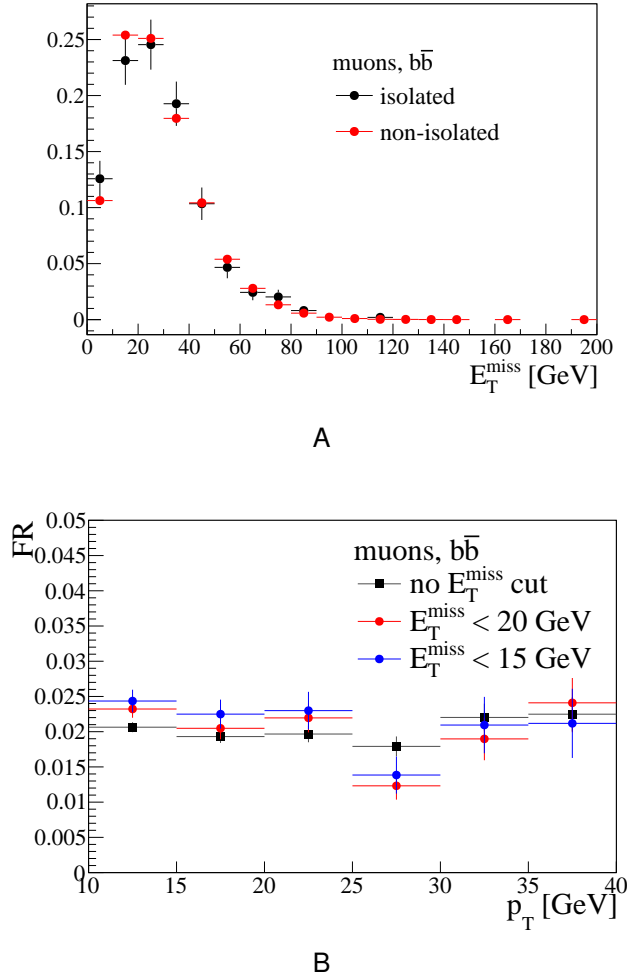 0.25
0.2
0.15
0.1
0.05
0
muons, bb̅
isolated
non-isolated
0 20 40 60 80 100 120 140 160 180 200
E_T^miss [GeV]
A
FR
0.05
0.045
0.04
0.035
0.03
0.025
0.02
0.015
0.01
0.005
0
muons, bb̅
no E_T^miss cut
E_T^miss < 20 GeV
E_T^miss < 15 GeV
10 15 20 25 30 35 40
p_T [GeV]
B